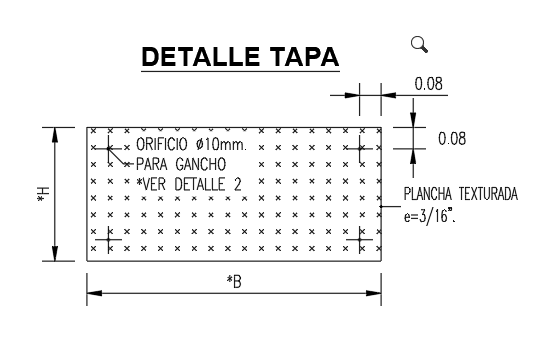 DETALLE TAPA
0.08
0.08
ORIFICIO ø10mm.
PARA GANCHO
*VER DETALLE 2
*H
PLANCHA TEXTURADA
e=3/16".
*B